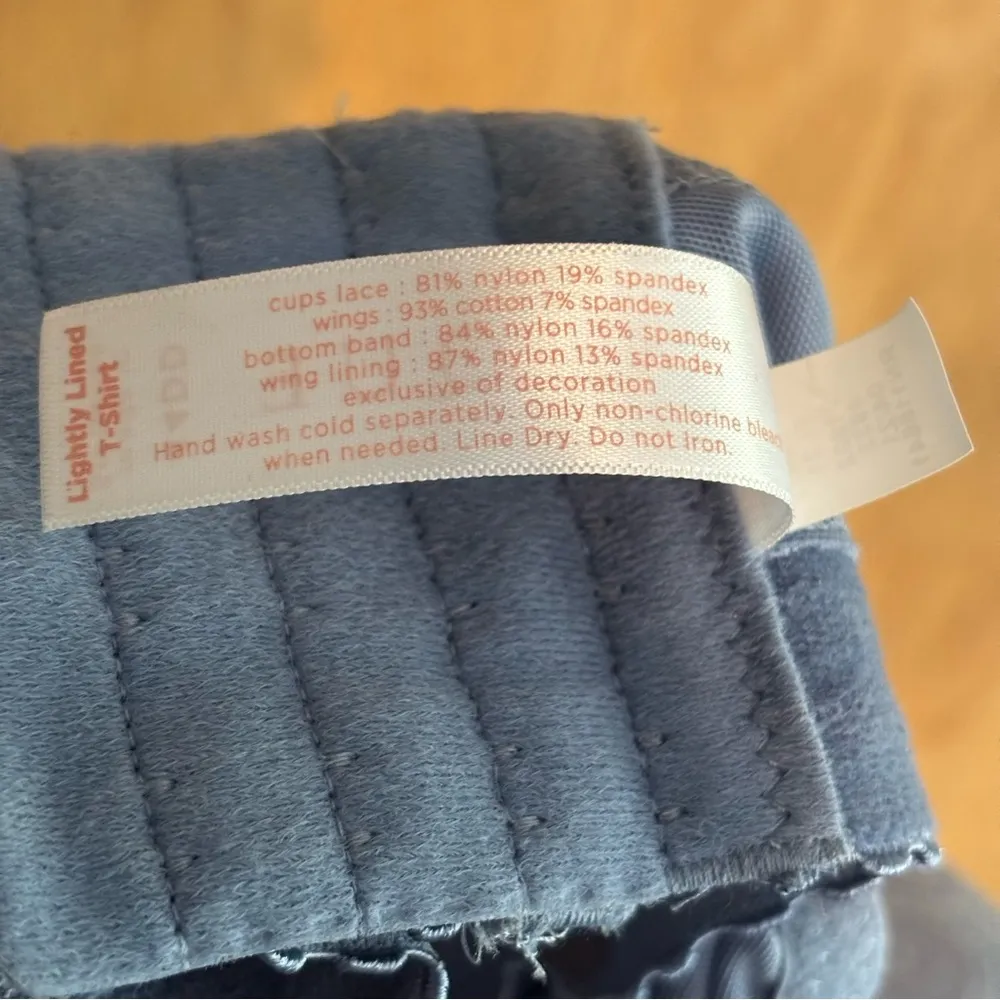 Lightly Lined
T-Shirt
cups lace : 81% nylon 19% spandex
wings : 93% cotton 7% spandex
bottom band : 84% nylon 16% spandex
wing lining : 87% nylon 13% spandex
exclusive of decoration
Hand wash cold separately. Only non-chlorine bleac
when needed. Line Dry. Do not Iron.